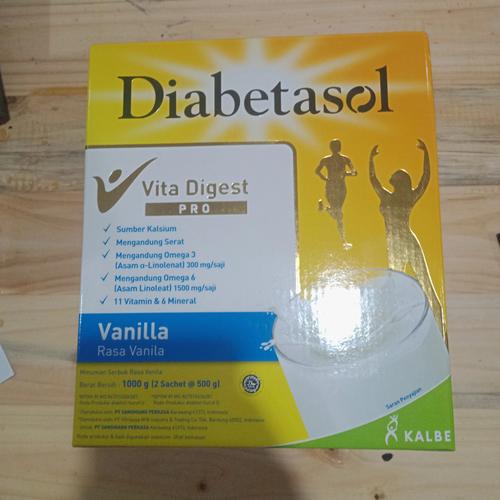 Diabetasol
Vita Digest
PRO
Sumber Kalsium
Mengandung Serat
Mengandung Omega 3
(Asam α-Linolenat) 300 mg/saji
Mengandung Omega 6
(Asam Linoleat) 1500 mg/saji
11 Vitamin & 6 Mineral
Vanilla
Rasa Vanila
Minuman Serbuk Rasa Vanila
Berat Bersih : 1000 g (2 Sachet @ 500 g)
Saran Penyajian
KALBE